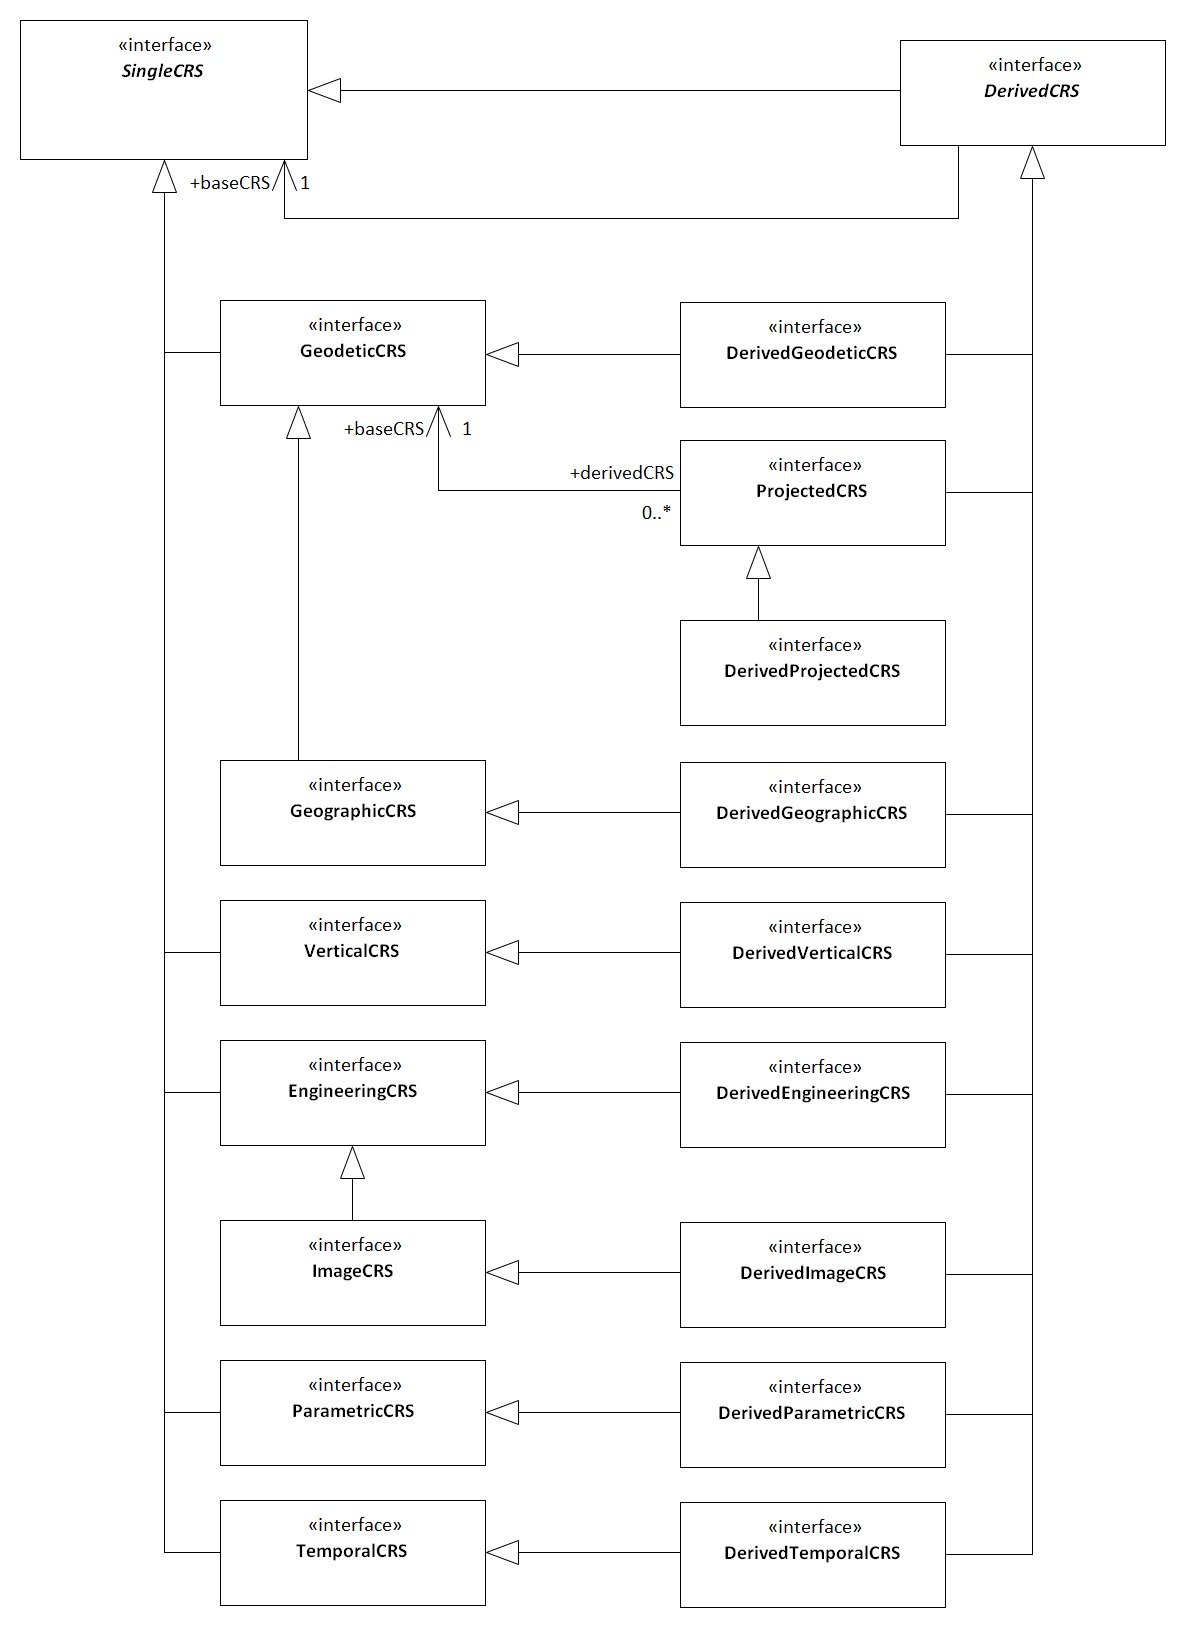 «interface»
SingleCRS
«interface»
DerivedCRS
+baseCRS
1
«interface»
GeodeticCRS
«interface»
DerivedGeodeticCRS
+baseCRS
1
+derivedCRS
0..*
«interface»
ProjectedCRS
«interface»
DerivedProjectedCRS
«interface»
GeographicCRS
«interface»
DerivedGeographicCRS
«interface»
VerticalCRS
«interface»
DerivedVerticalCRS
«interface»
EngineeringCRS
«interface»
DerivedEngineeringCRS
«interface»
ImageCRS
«interface»
DerivedImageCRS
«interface»
ParametricCRS
«interface»
DerivedParametricCRS
«interface»
TemporalCRS
«interface»
DerivedTemporalCRS